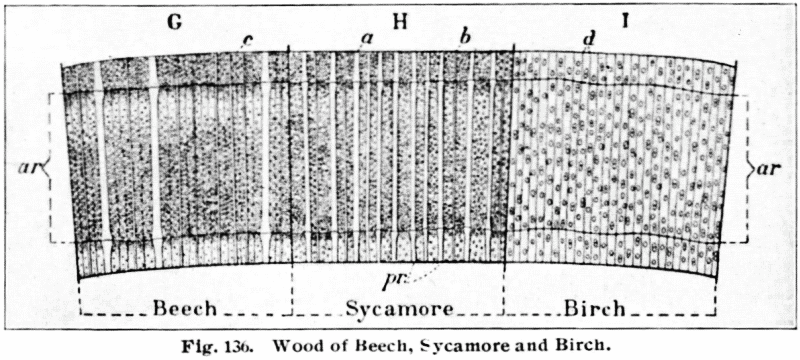 G H I
c a b d
ar ar
pr.
Beech Sycamore Birch
Fig. 136. Wood of Beech, Sycamore and Birch.